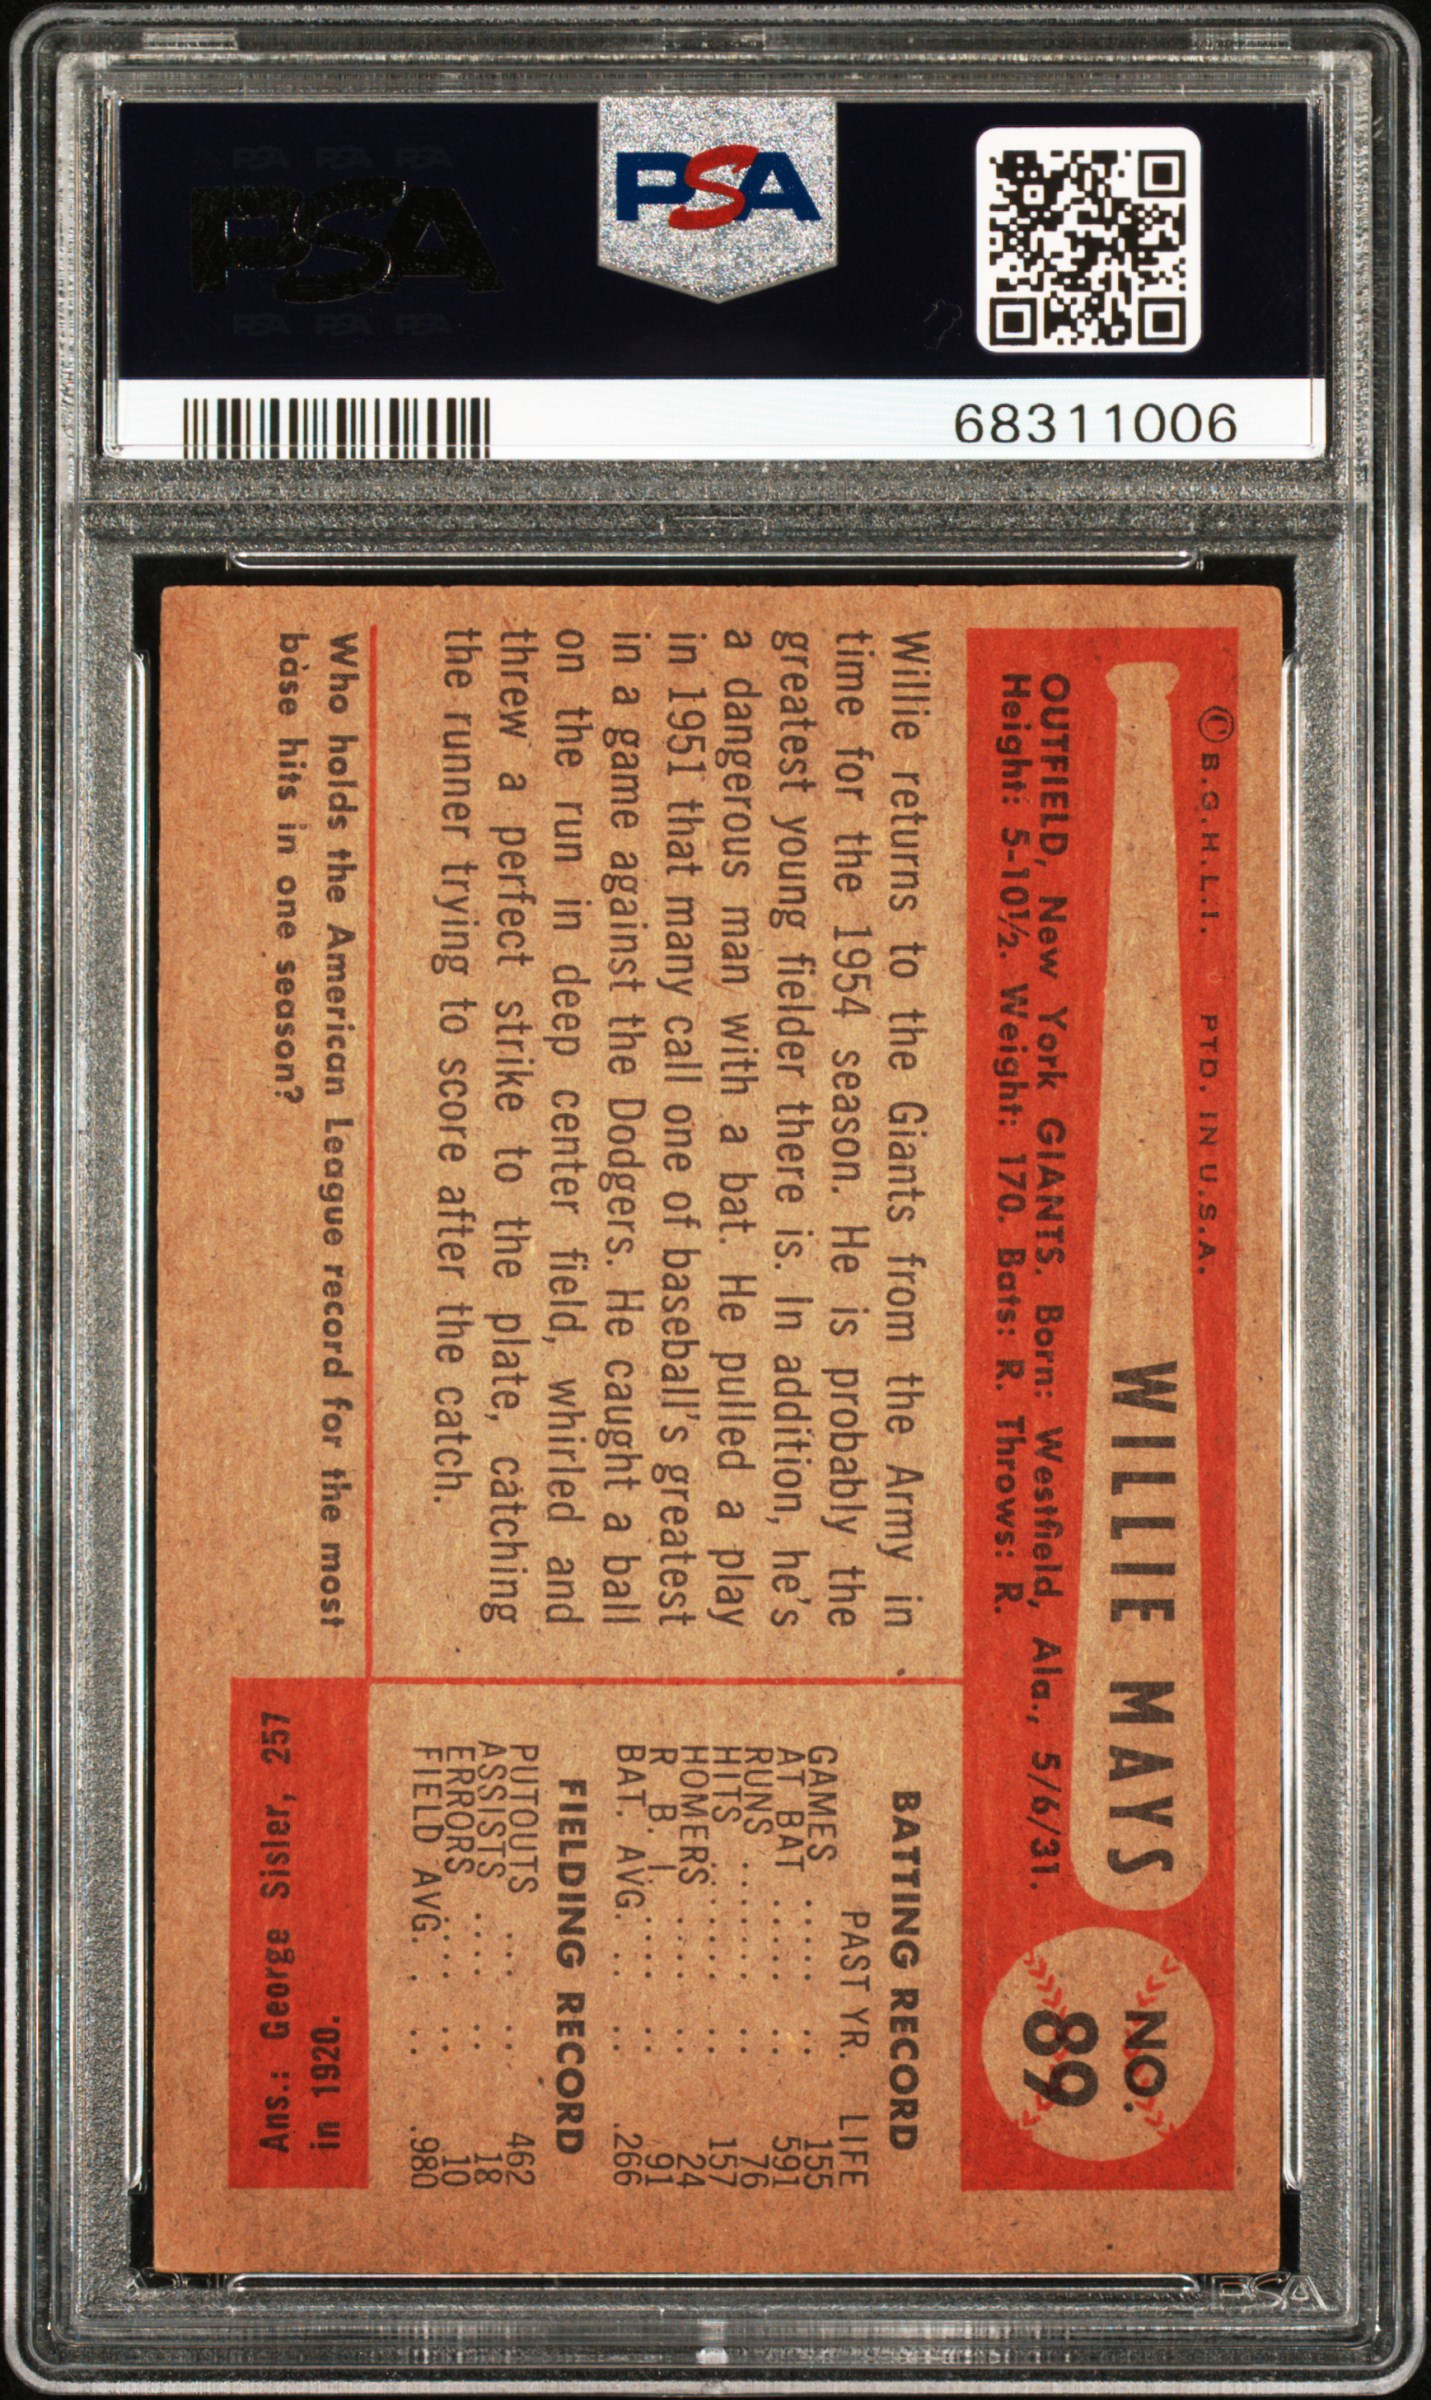 PSA PSA PSA
PSA
PSA PSA PSA
PSA
68311006
© B.G.H.L.I. PTD. IN U.S.A.
WILLIE MAYS
NO.
89
OUTFIELD, New York GIANTS. Born: Westfield, Ala., 5/6/31.
Height: 5-10½. Weight: 170. Bats: R. Throws: R.
Willie returns to the Giants from the Army in
time for the 1954 season. He is probably the
greatest young fielder there is. In addition, he's
a dangerous man with a bat. He pulled a play
in 1951 that many call one of baseball's greatest
in a game against the Dodgers. He caught a ball
on the run in deep center field, whirled and
threw a perfect strike to the plate, catching
the runner trying to score after the catch.
BATTING RECORD
PAST YR. LIFE
GAMES ..... .. 155
AT BAT .... .. 591
RUNS ...... .. 76
HITS ...... .. 157
HOMERS .... .. 24
R. B. I. .... .. 91
BAT. AVG. .. .. .266
FIELDING RECORD
PUTOUTS ... .. 462
ASSISTS .... .. 18
ERRORS .... .. 10
FIELD AVG. . .. .980
Who holds the American League record for the most
base hits in one season?
Ans.: George Sisler, 257
in 1920.
PSA